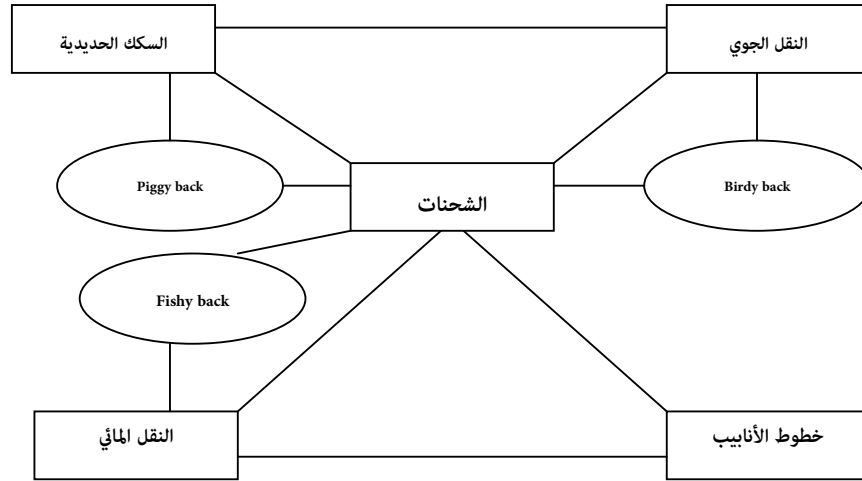 السكك الحديدية
النقل الجوي
Piggy back
الشحنات
Birdy back
Fishy back
النقل المائي
خطوط الأنابيب